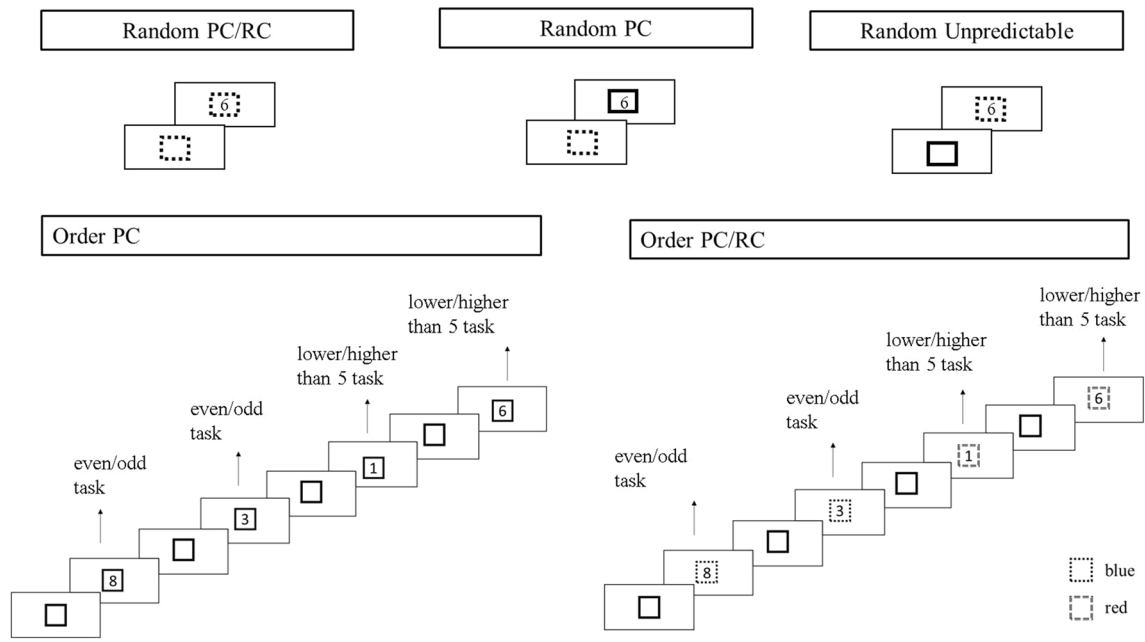 Random PC/RC
Random PC
Random Unpredictable
6
6
6
Order PC
Order PC/RC
lower/higher
than 5 task
lower/higher
than 5 task
even/odd
task
even/odd
task
6
1
3
8
lower/higher
than 5 task
lower/higher
than 5 task
even/odd
task
even/odd
task
6
1
3
8
blue
red